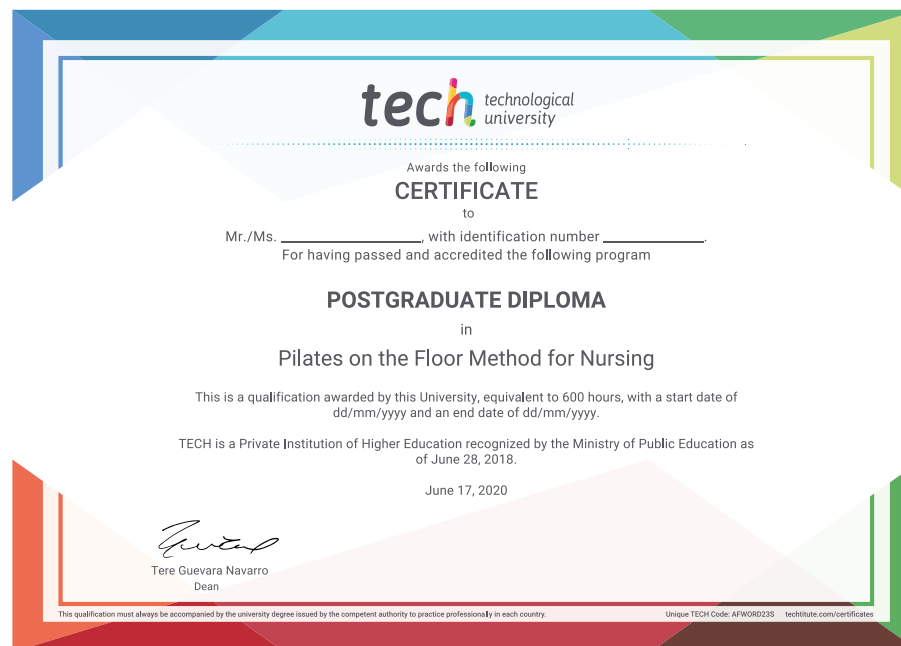 tech technological
university
Awards the following
CERTIFICATE
to
Mr./Ms. ____________, with identification number ____________.
For having passed and accredited the following program
POSTGRADUATE DIPLOMA
in
Pilates on the Floor Method for Nursing
This is a qualification awarded by this University, equivalent to 600 hours, with a start date of
dd/mm/yyyy and an end date of dd/mm/yyyy.
TECH is a Private Institution of Higher Education recognized by the Ministry of Public Education as
of June 28, 2018.
June 17, 2020
Tere Guevara Navarro
Dean
This qualification must always be accompanied by the university degree issued by the competent authority to practice professionally in each country. Unique TECH Code: AFWORD23S techtitute.com/certificates